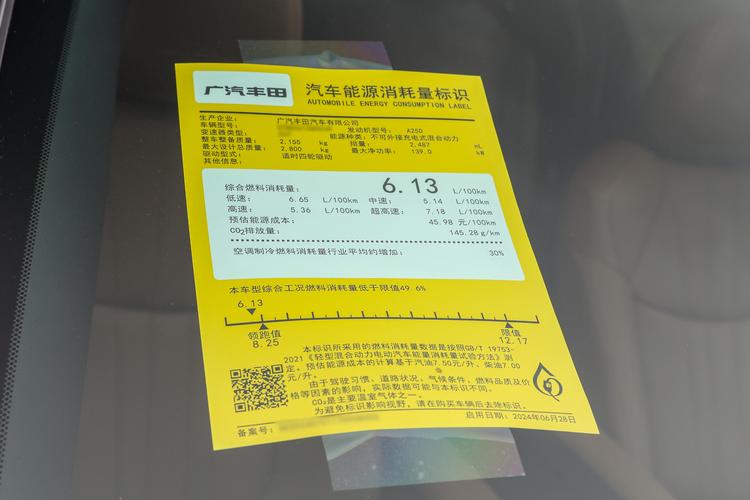 广汽丰田 汽车能源消耗量标识
AUTOMOBILE ENERGY CONSUMPTION LABEL
生产企业: 广汽丰田汽车有限公司
车辆型号: 发动机型号: A25D
变速器类型: 能源种类: 不可外接充电式混合动力
整车整备质量: 2,155 kg 排量: 2,487 mL
最大设计总质量: 2,800 kg 最大净功率: 139.0 kW
驱动型式: 适时四轮驱动
其他信息:
综合燃料消耗量: 6.13 L/100km
低速: 6.65 L/100km 中速: 5.14 L/100km
高速: 5.36 L/100km 超高速: 7.18 L/100km
预估能源成本: 45.98 元/100km
CO₂排放量: 145.28 g/km
空调制冷燃料消耗量行业平均约增加: 30%
本车型综合工况燃料消耗量低于限值49.6%
6.13
领跑值 限值
8.25 12.17
本标识所采用的燃料消耗量数据是按照GB/T 19753-
2021《轻型混合动力电动汽车能量消耗量试验方法》测
定。预估能源成本的计算基于汽油7.50元/升、柴油7.00
元/升。
由于驾驶习惯、道路状况、气候条件、燃料品质及价
格等因素的影响，实际数据可能与本标识不同。
CO₂是主要温室气体之一。
为避免标识影响视野，请在购买车辆后去除标识。
备案号: 启用日期: 2024年06月28日